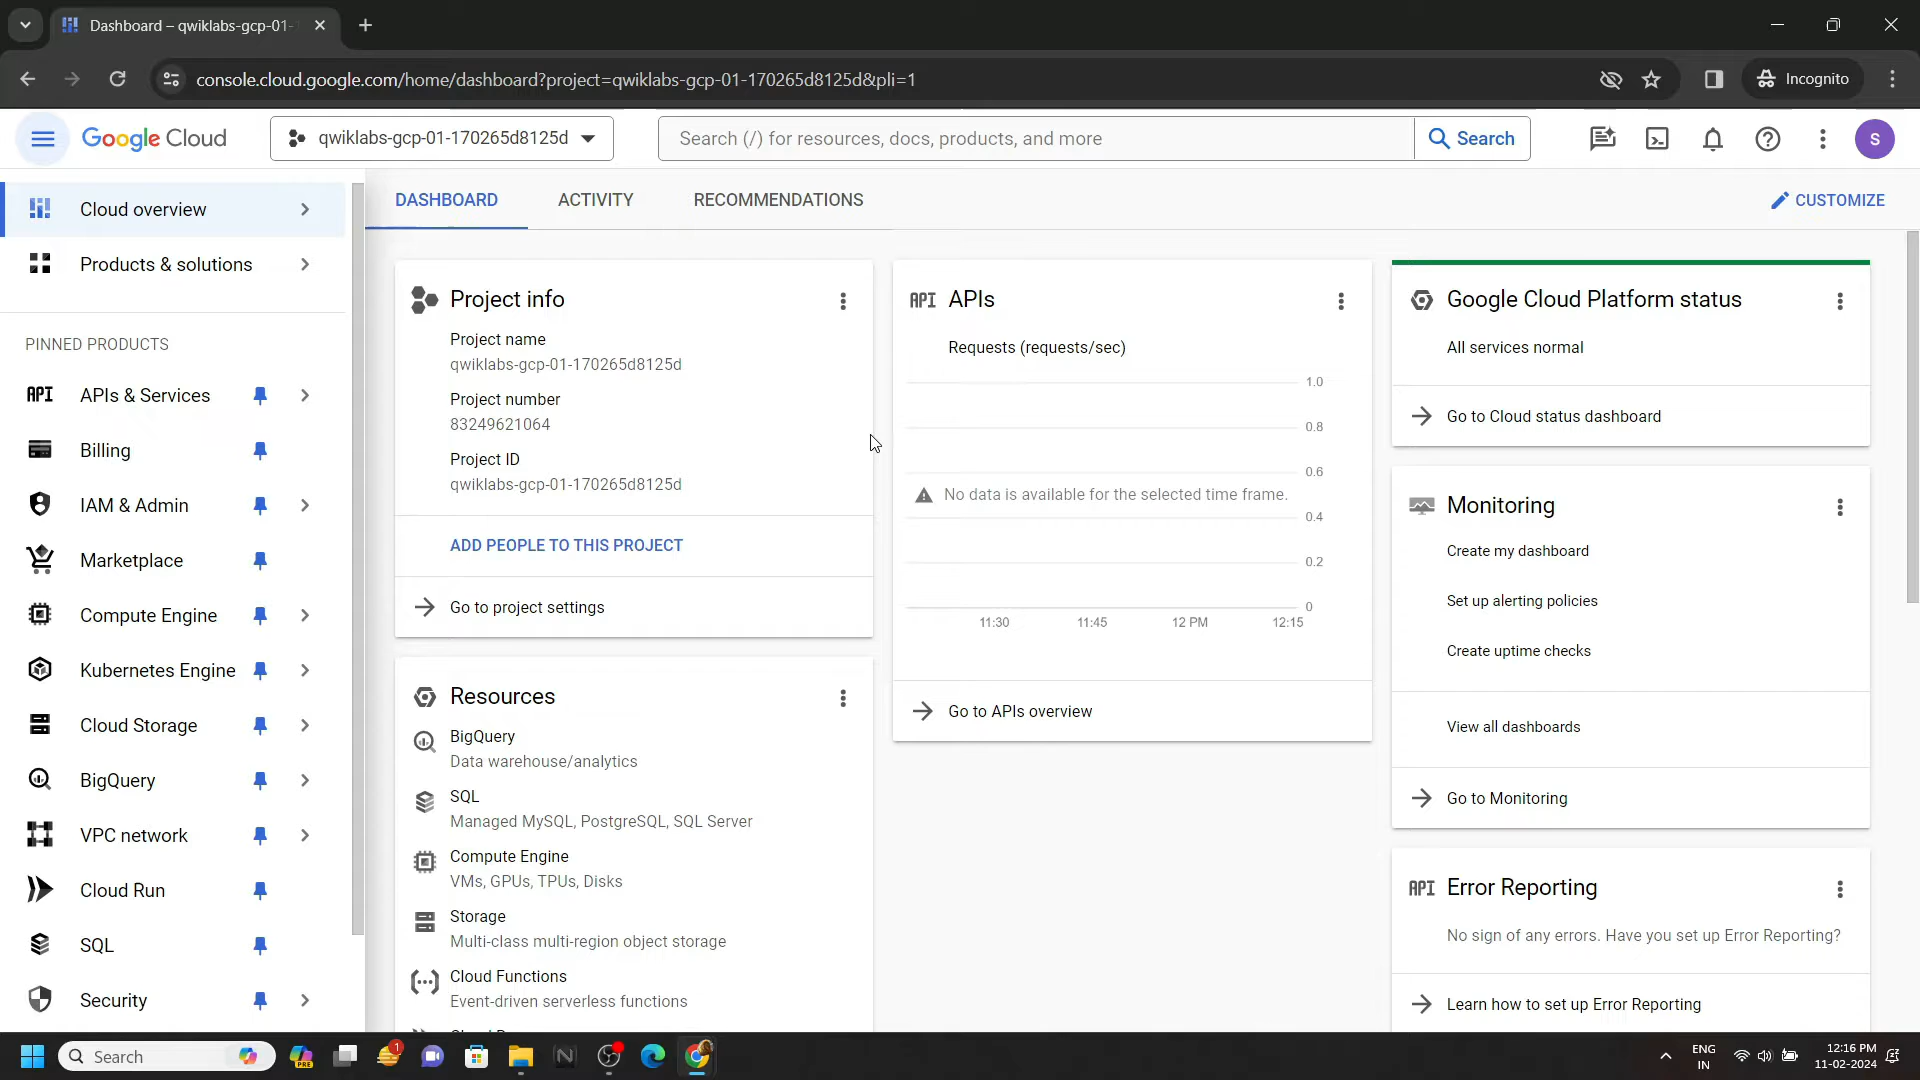 Dashboard – qwiklabs-gcp-01-
console.cloud.google.com/home/dashboard?project=qwiklabs-gcp-01-170265d8125d&pli=1
Incognito
Google Cloud
qwiklabs-gcp-01-170265d8125d
Search (/) for resources, docs, products, and more
Search
S
Cloud overview
Products & solutions
PINNED PRODUCTS
API APIs & Services
Billing
IAM & Admin
Marketplace
Compute Engine
Kubernetes Engine
Cloud Storage
BigQuery
VPC network
Cloud Run
SQL
Security
DASHBOARD
ACTIVITY
RECOMMENDATIONS
CUSTOMIZE
Project info
Project name
qwiklabs-gcp-01-170265d8125d
Project number
83249621064
Project ID
qwiklabs-gcp-01-170265d8125d
ADD PEOPLE TO THIS PROJECT
Go to project settings
Resources
BigQuery
Data warehouse/analytics
SQL
Managed MySQL, PostgreSQL, SQL Server
Compute Engine
VMs, GPUs, TPUs, Disks
Storage
Multi-class multi-region object storage
Cloud Functions
Event-driven serverless functions
API APIs
Requests (requests/sec)
1.0
0.8
0.6
No data is available for the selected time frame.
0.4
0.2
0
11:30 11:45 12 PM 12:15
Go to APIs overview
Google Cloud Platform status
All services normal
Go to Cloud status dashboard
Monitoring
Create my dashboard
Set up alerting policies
Create uptime checks
View all dashboards
Go to Monitoring
API Error Reporting
No sign of any errors. Have you set up Error Reporting?
Learn how to set up Error Reporting
Search
PRE
1
ENG
IN
12:16 PM
11-02-2024